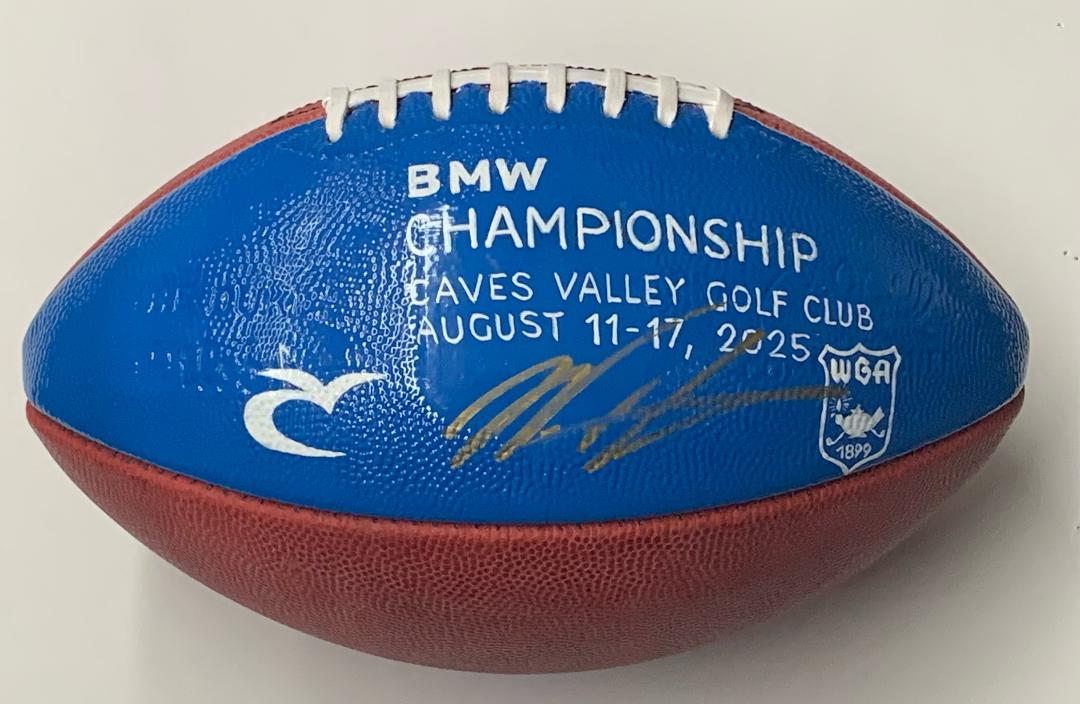 BMW
CHAMPIONSHIP
CAVES VALLEY GOLF CLUB
AUGUST 11-17, 2025
WGA
1899